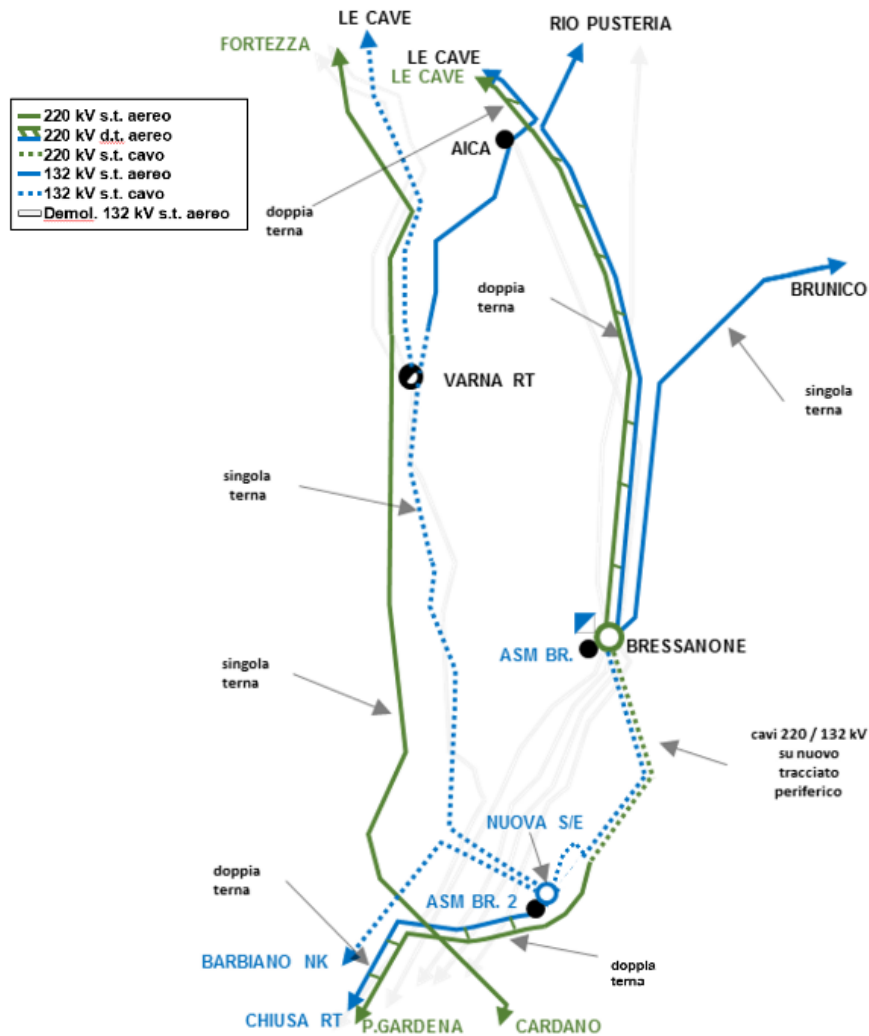 LE CAVE
RIO PUSTERIA
FORTEZZA
LE CAVE
LE CAVE
220 kV s.t. aereo
220 kV d.t. aereo
220 kV s.t. cavo
132 kV s.t. aereo
132 kV s.t. cavo
Demol. 132 kV s.t. aereo
AICA
doppia
terna
doppia
terna
BRUNICO
VARNA RT
singola
terna
singola
terna
ASM BR.
BRESSANONE
singola
terna
cavi 220 / 132 kV
su nuovo
tracciato
periferico
NUOVA S/E
doppia
terna
ASM BR. 2
BARBIANO NK
doppia
terna
CHIUSA RT
P.GARDENA
CARDANO